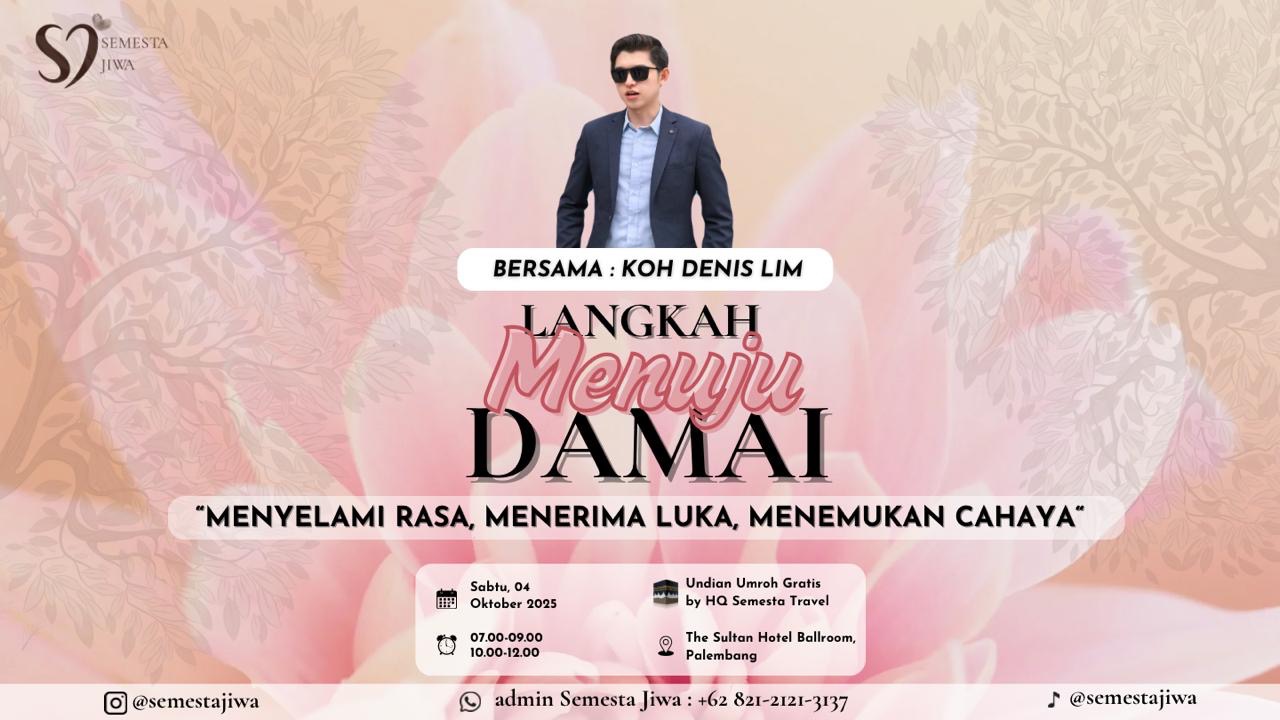 SEMESTA
JIWA
BERSAMA : KOH DENIS LIM
LANGKAH
Menuju
DAMAI
“MENYELAMI RASA, MENERIMA LUKA, MENEMUKAN CAHAYA“
Sabtu, 04
Oktober 2025
Undian Umroh Gratis
by HQ Semesta Travel
07.00-09.00
10.00-12.00
The Sultan Hotel Ballroom,
Palembang
@semestajiwa
admin Semesta Jiwa : +62 821-2121-3137
@semestajiwa